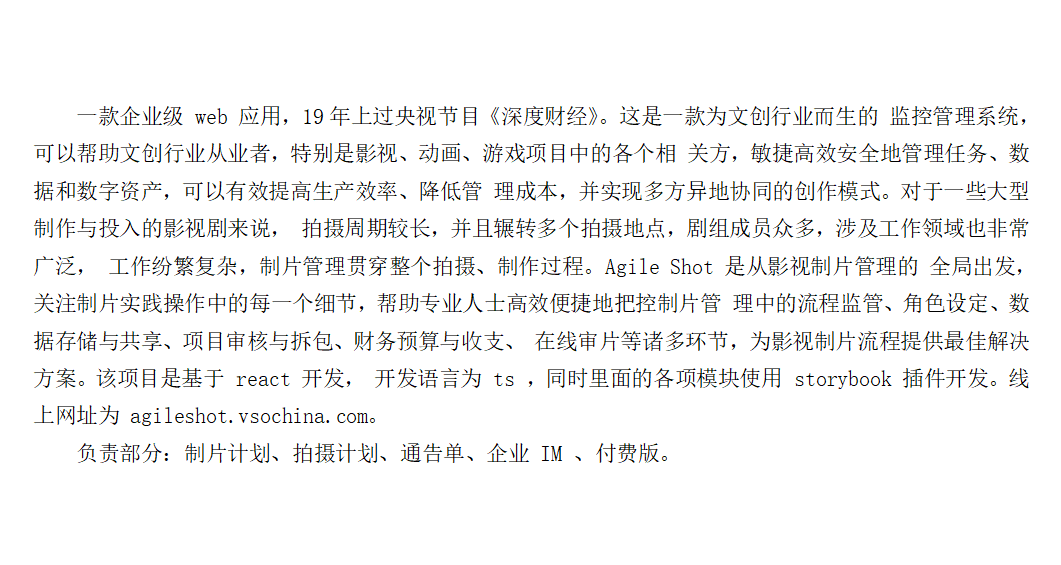 一款企业级 web 应用，19 年上过央视节目《深度财经》。这是一款为文创行业而生的 监控管理系统，
可以帮助文创行业从业者，特别是影视、动画、游戏项目中的各个相 关方，敏捷高效安全地管理任务、数
据和数字资产，可以有效提高生产效率、降低管 理成本，并实现多方异地协同的创作模式。对于一些大型
制作与投入的影视剧来说， 拍摄周期较长，并且辗转多个拍摄地点，剧组成员众多，涉及工作领域也非常
广泛， 工作纷繁复杂，制片管理贯穿整个拍摄、制作过程。Agile Shot 是从影视制片管理的 全局出发，
关注制片实践操作中的每一个细节，帮助专业人士高效便捷地把控制片管 理中的流程监管、角色设定、数
据存储与共享、项目审核与拆包、财务预算与收支、 在线审片等诸多环节，为影视制片流程提供最佳解决
方案。该项目是基于 react 开发， 开发语言为 ts ，同时里面的各项模块使用 storybook 插件开发。线
上网址为 agileshot.vsochina.com。
负责部分：制片计划、拍摄计划、通告单、企业 IM 、付费版。